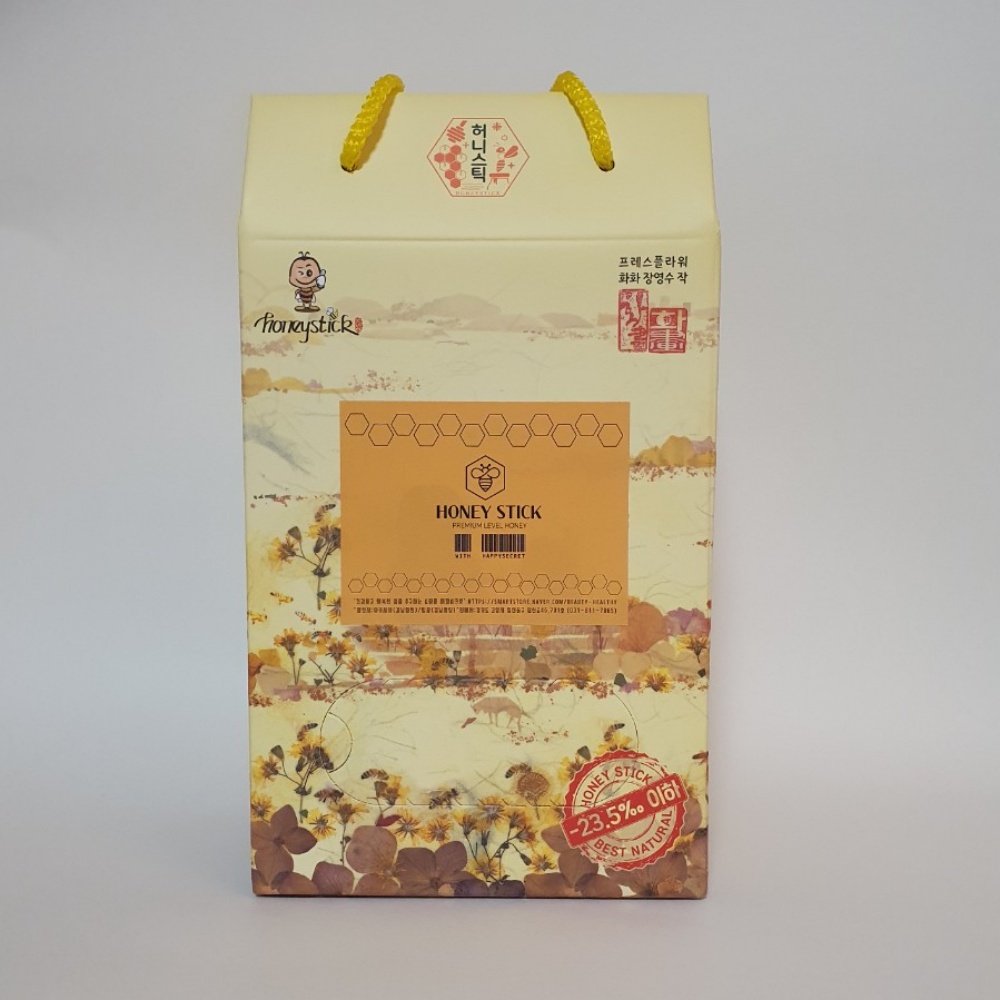 허니스틱
HONEYSTICK
honeystick
프레스플라워
화화 장영수 작
HONEY STICK
PREMIUM LEVEL HONEY
WITH HAPPYSECRET
HONEY STICK
-23.5‰ 이하
BEST NATURAL